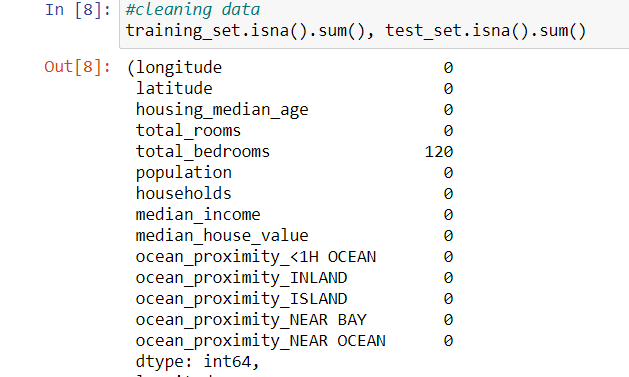 In [8]: #cleaning data
training_set.isna().sum(), test_set.isna().sum()
Out[8]: (longitude 0
latitude 0
housing_median_age 0
total_rooms 0
total_bedrooms 120
population 0
households 0
median_income 0
median_house_value 0
ocean_proximity_<1H OCEAN 0
ocean_proximity_INLAND 0
ocean_proximity_ISLAND 0
ocean_proximity_NEAR BAY 0
ocean_proximity_NEAR OCEAN 0
dtype: int64,